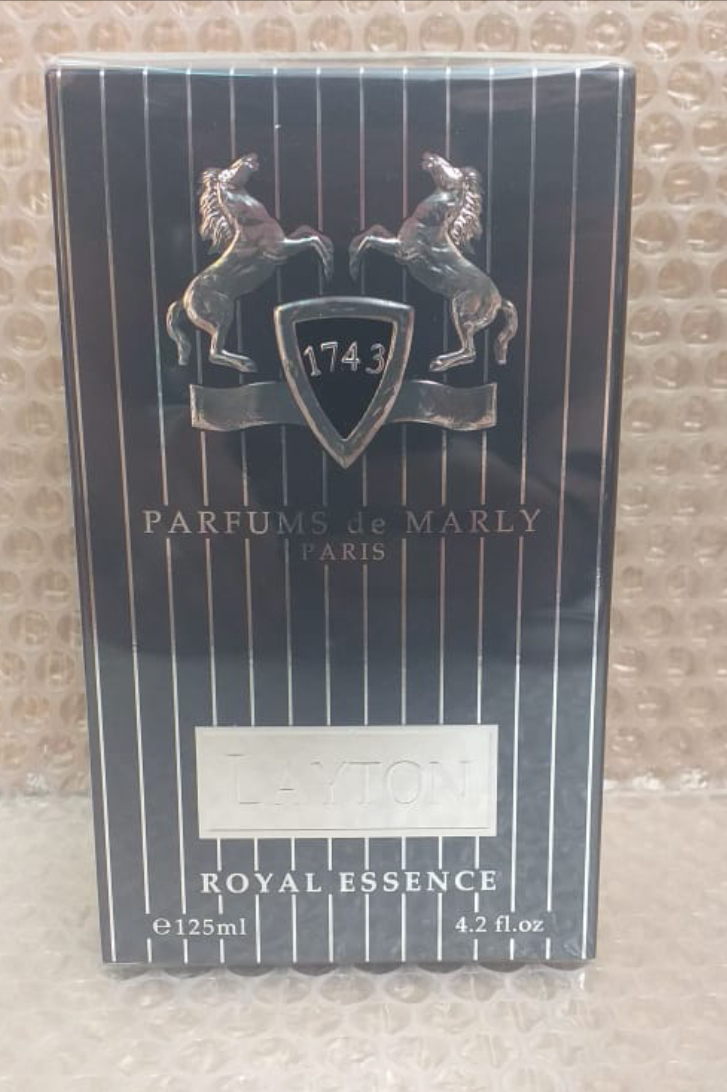 1743
PARFUMS de MARLY
PARIS
LAYTON
ROYAL ESSENCE
℮125ml 4.2 fl.oz